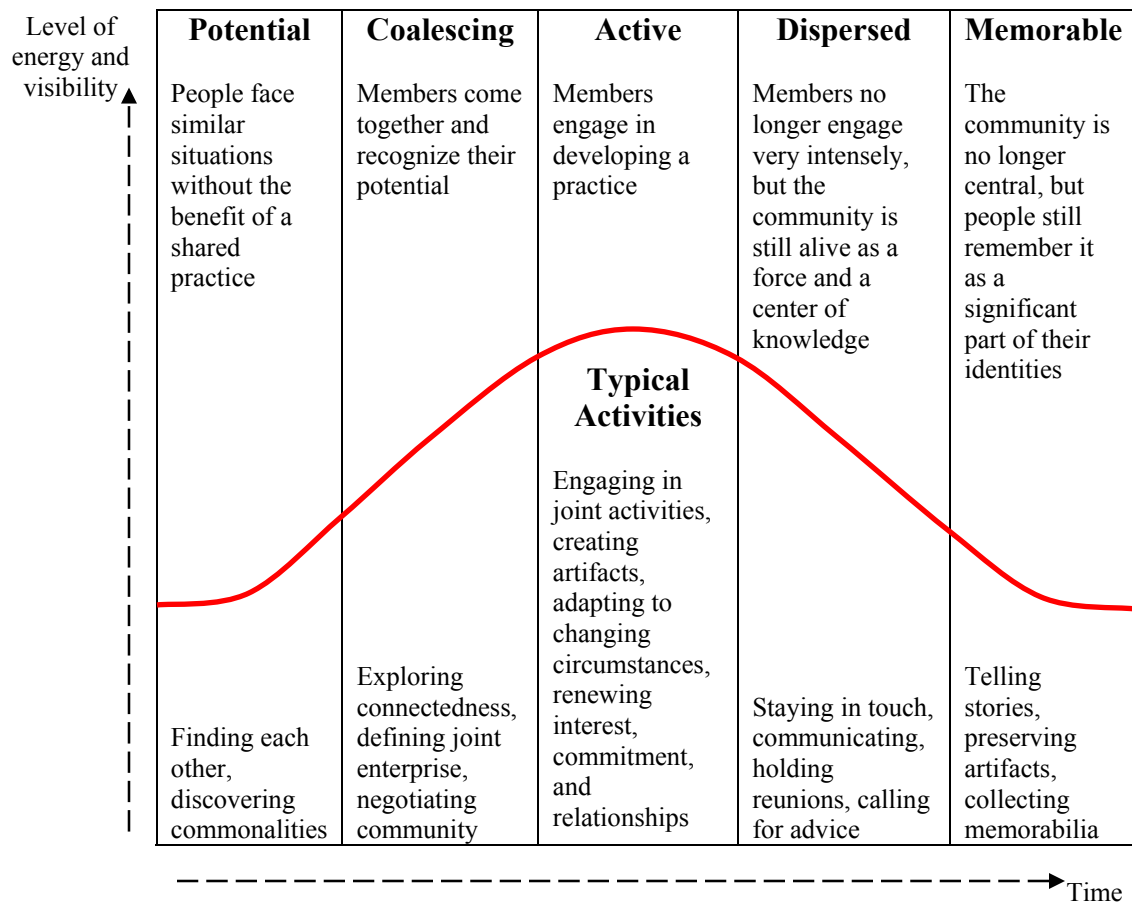 Level of
energy and
visibility
Potential
People face
similar
situations
without the
benefit of a
shared
practice
Finding each
other,
discovering
commonalities
Coalescing
Members come
together and
recognize their
potential
Exploring
connectedness,
defining joint
enterprise,
negotiating
community
Active
Members
engage in
developing a
practice
Typical
Activities
Engaging in
joint activities,
creating
artifacts,
adapting to
changing
circumstances,
renewing
interest,
commitment,
and
relationships
Dispersed
Members no
longer engage
very intensely,
but the
community is
still alive as a
force and a
center of
knowledge
Staying in touch,
communicating,
holding
reunions, calling
for advice
Memorable
The
community is
no longer
central, but
people still
remember it
as a
significant
part of their
identities
Telling
stories,
preserving
artifacts,
collecting
memorabilia
Time